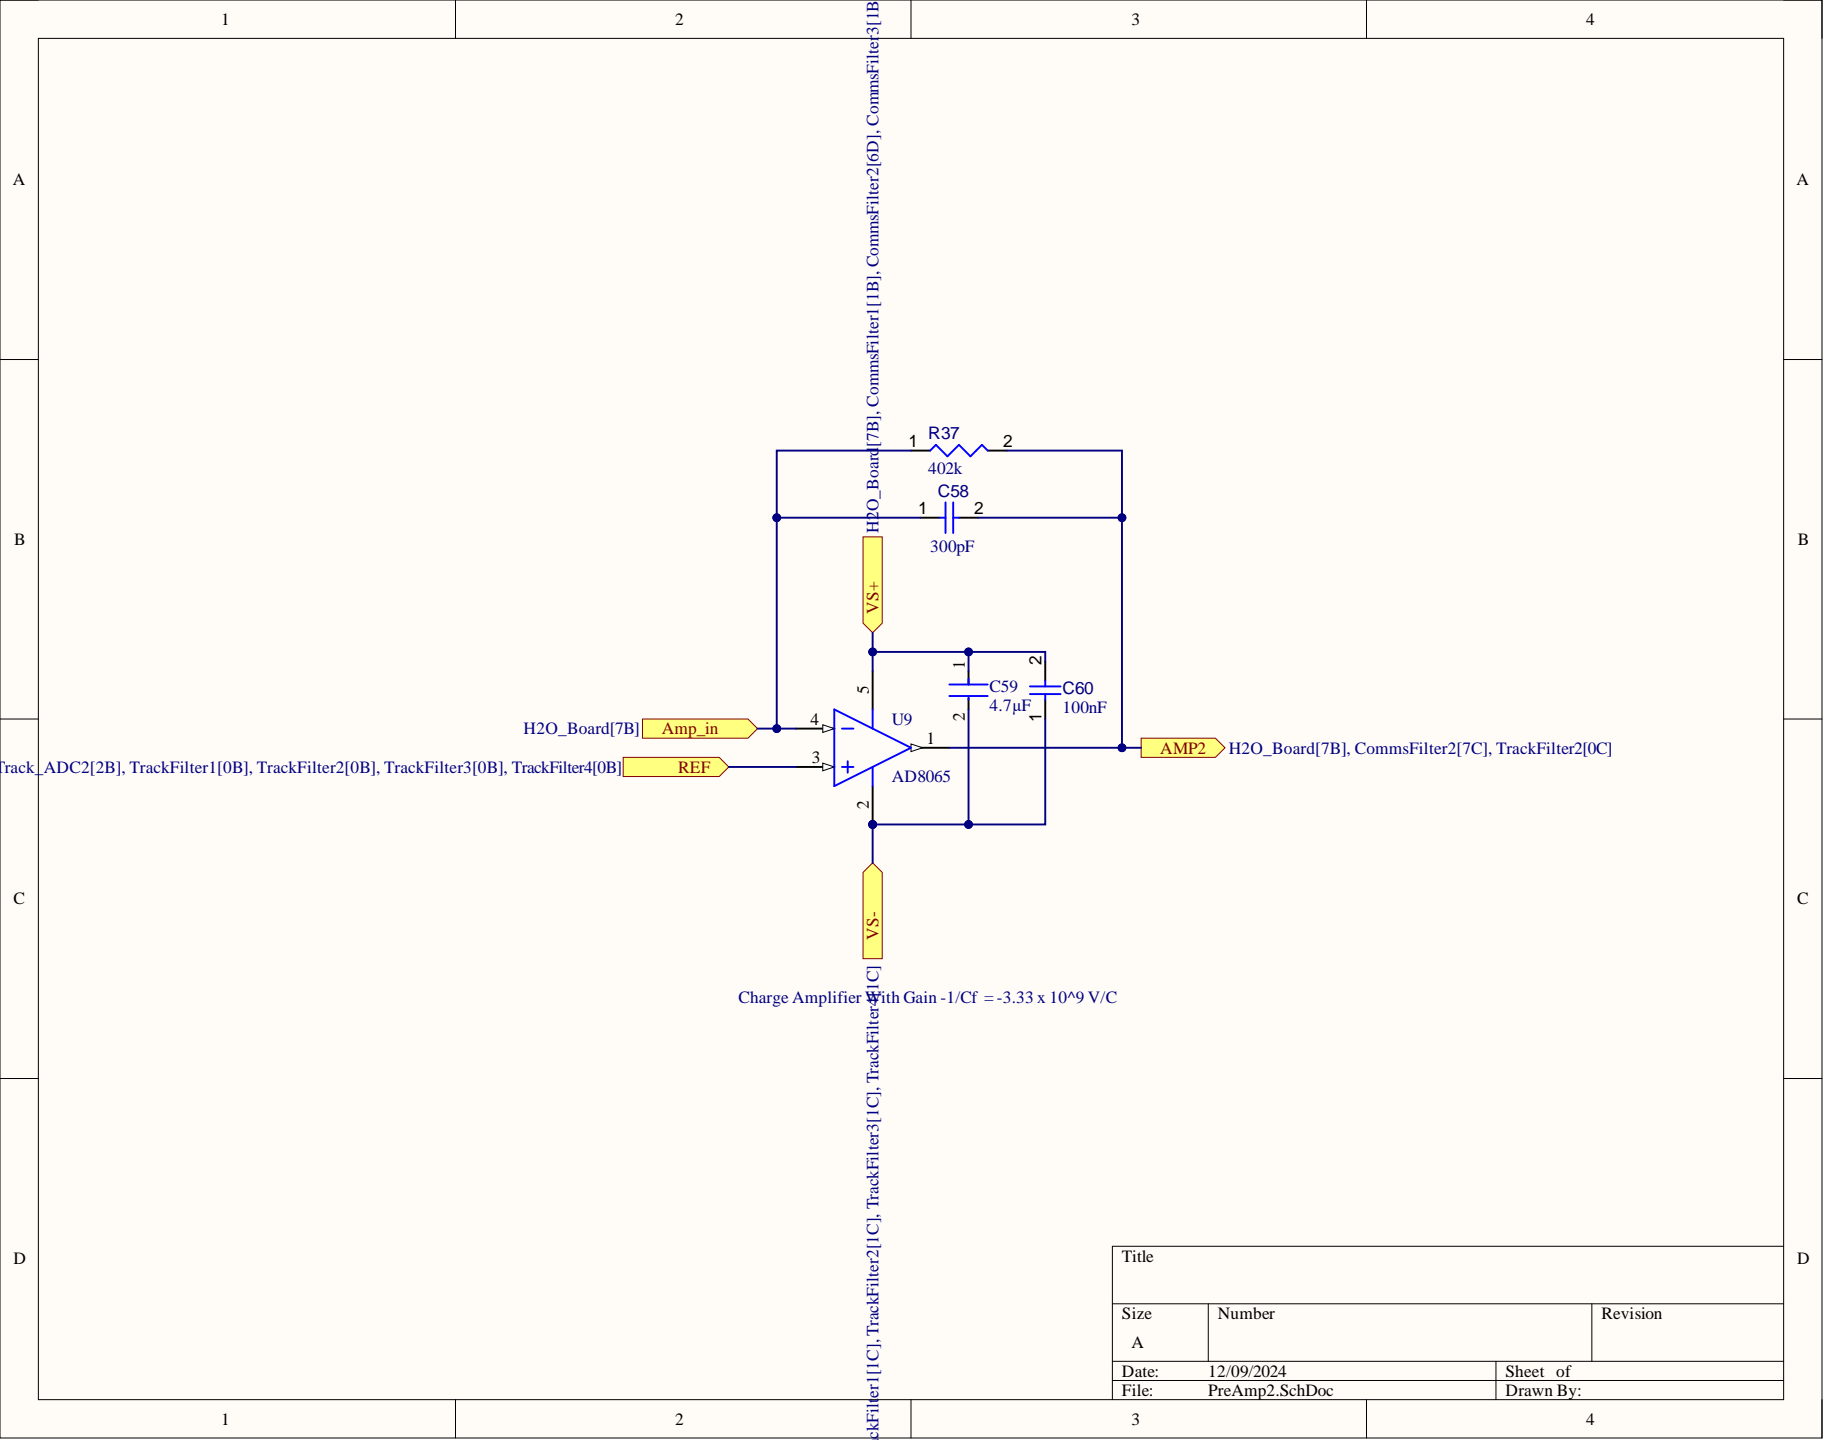 1 2 3 4
H2O_Board[7B], CommsFilter1[1B], CommsFilter2[6D], CommsFilter3[1B
A A
R37
1 2
402k
C58
1 2
300pF
B B
VS+
5
1
2
C59
4.7µF
2
C60
100nF
1
H2O_Board[7B] Amp_in 4
U9
1
AMP2 H2O_Board[7B], CommsFilter2[7C], TrackFilter2[0C]
Track_ADC2[2B], TrackFilter1[0B], TrackFilter2[0B], TrackFilter3[0B], TrackFilter4[0B] REF 3
AD8065
2
C C
VS-
ckFilter1[1C], TrackFilter2[1C], TrackFilter3[1C], TrackFilter4[1C]
Charge Amplifier With Gain -1/Cf = -3.33 x 10^9 V/C
D D
Title
Size Number Revision
A
Date: 12/09/2024 Sheet of
File: PreAmp2.SchDoc Drawn By:
1 2 3 4